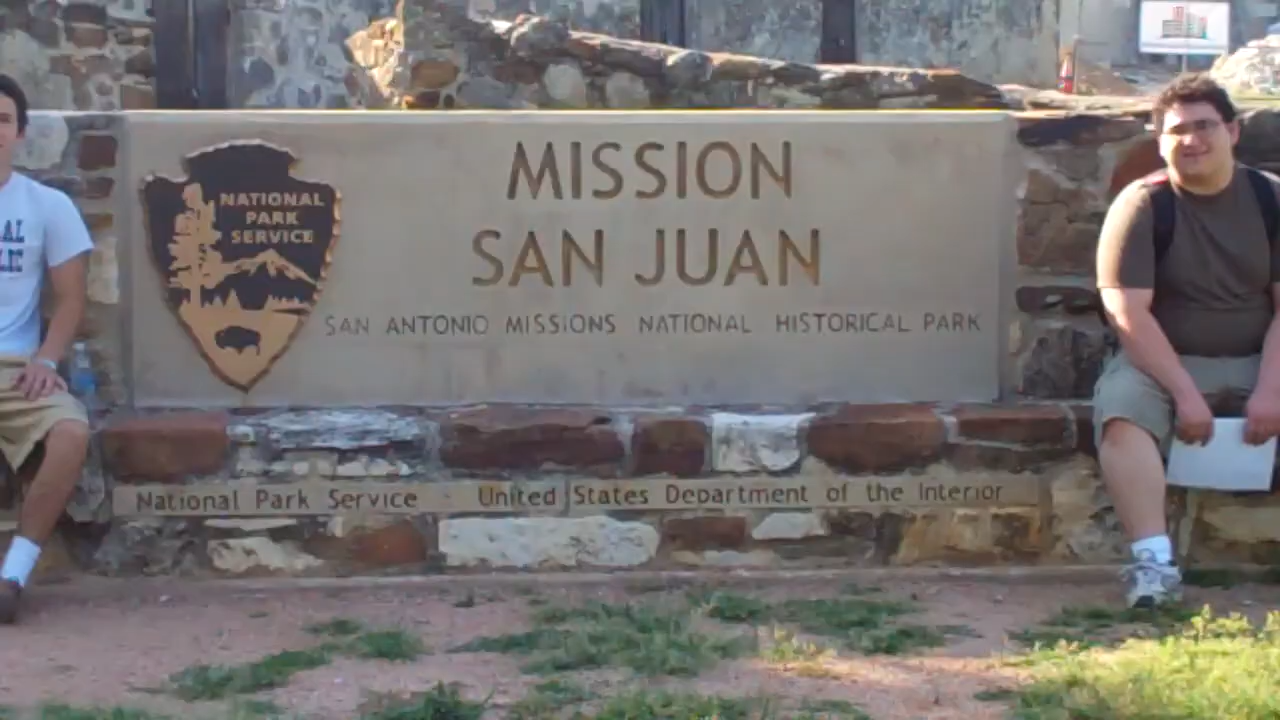 NATIONAL
PARK
SERVICE
MISSION
SAN JUAN
SAN ANTONIO MISSIONS NATIONAL HISTORICAL PARK
National Park Service - United States Department of the Interior
AL